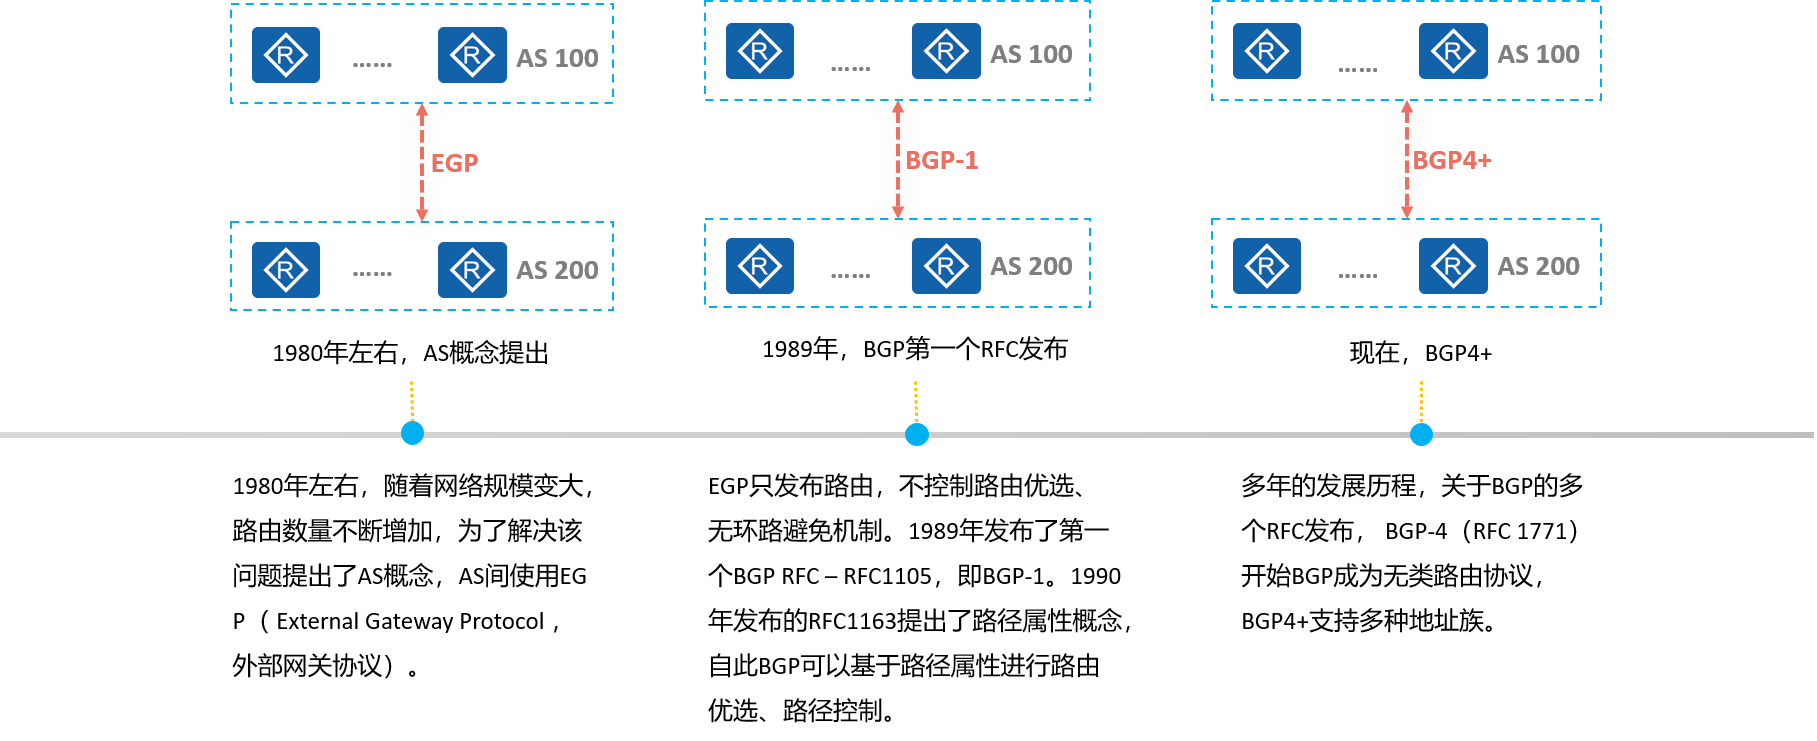 R
……
R
AS 100
EGP
R
……
R
AS 200
1980年左右，AS概念提出
1980年左右，随着网络规模变大，
路由数量不断增加，为了解决该
问题提出了AS概念，AS间使用EG
P（ External Gateway Protocol ，
外部网关协议）。
R
……
R
AS 100
BGP-1
R
……
R
AS 200
1989年，BGP第一个RFC发布
EGP只发布路由，不控制路由优选、
无环路避免机制。1989年发布了第一
个BGP RFC – RFC1105，即BGP-1。1990
年发布的RFC1163提出了路径属性概念，
自此BGP可以基于路径属性进行路由
优选、路径控制。
R
……
R
AS 100
BGP4+
R
……
R
AS 200
现在，BGP4+
多年的发展历程，关于BGP的多
个RFC发布， BGP-4（RFC 1771）
开始BGP成为无类路由协议，
BGP4+支持多种地址族。